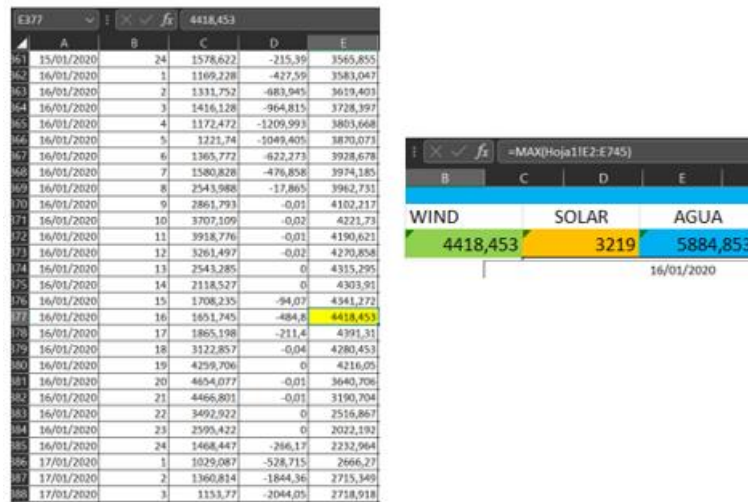 E377 fx 4418,453
A B C D E
361 15/01/2020 24 1578,622 -215,39 3565,855
362 16/01/2020 1 1169,228 -427,59 3583,047
363 16/01/2020 2 1331,752 -683,945 3619,403
364 16/01/2020 3 1416,128 -964,815 3728,397
365 16/01/2020 4 1172,472 -1209,993 3803,668
366 16/01/2020 5 1221,74 -1049,405 3870,073
367 16/01/2020 6 1365,772 -622,273 3928,678
368 16/01/2020 7 1580,828 -476,858 3974,185
369 16/01/2020 8 2543,988 -17,865 3962,731
370 16/01/2020 9 2861,793 -0,01 4102,217
371 16/01/2020 10 3707,109 -0,02 4221,73
372 16/01/2020 11 3918,776 -0,01 4190,621
373 16/01/2020 12 3261,497 -0,02 4270,858
374 16/01/2020 13 2543,285 0 4315,295
375 16/01/2020 14 2118,527 0 4303,91
376 16/01/2020 15 1708,235 -94,07 4341,272
377 16/01/2020 16 1651,745 -484,8 4418,453
378 16/01/2020 17 1865,198 -211,4 4391,31
379 16/01/2020 18 3122,857 -0,04 4280,453
380 16/01/2020 19 4259,706 0 4216,05
381 16/01/2020 20 4654,077 -0,01 3640,706
382 16/01/2020 21 4466,801 -0,01 3190,704
383 16/01/2020 22 3492,922 0 2516,867
384 16/01/2020 23 2595,422 0 2022,192
385 16/01/2020 24 1468,447 -266,17 2232,964
386 17/01/2020 1 1029,087 -528,715 2666,27
387 17/01/2020 2 1360,814 -1844,36 2715,349
388 17/01/2020 3 1153,77 -2044,05 2718,918
fx =MAX(Hoja1!E2:E745)
B C D E
WIND SOLAR AGUA
4418,453 3219 5884,853
16/01/2020